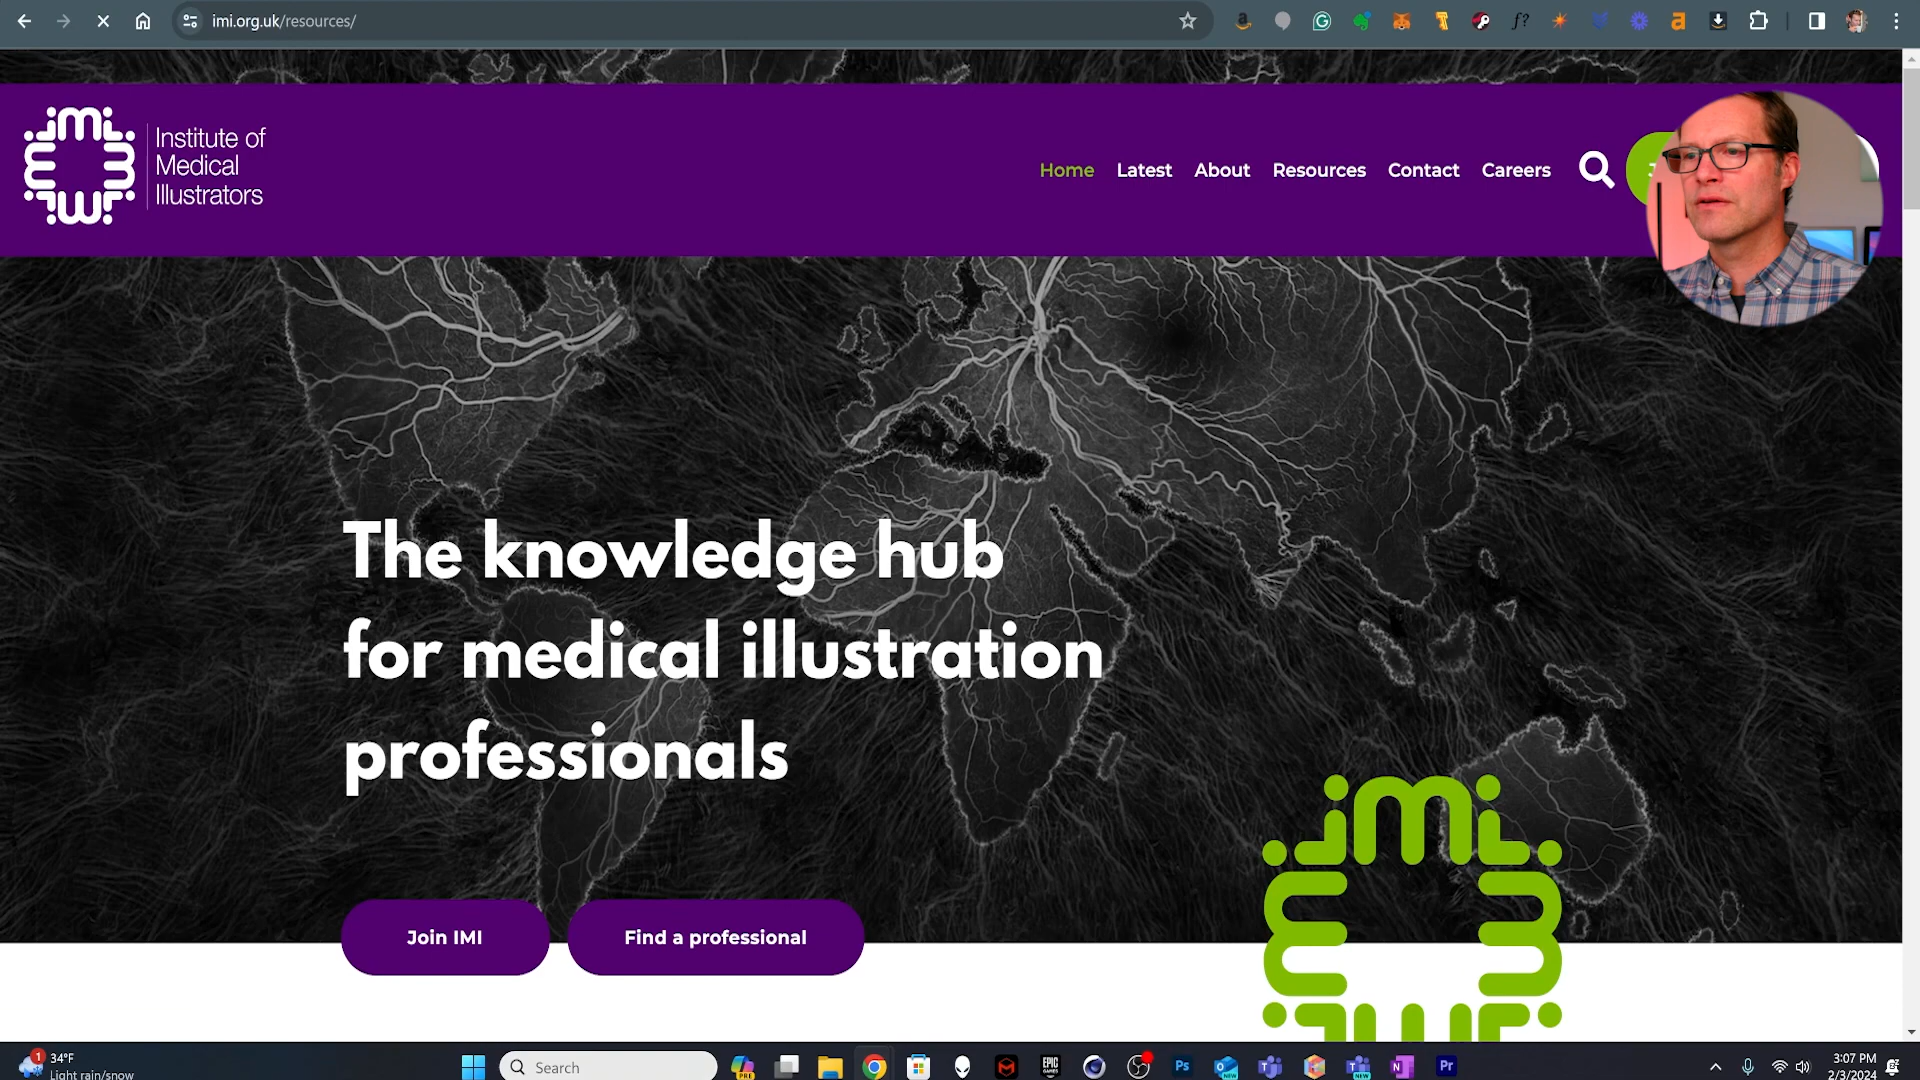 imi.org.uk/resources/
Institute of
Medical
Illustrators
Home Latest About Resources Contact Careers
The knowledge hub
for medical illustration
professionals
Join IMI Find a professional
34°F
Light rain/snow
Search
3:07 PM
2/3/2024